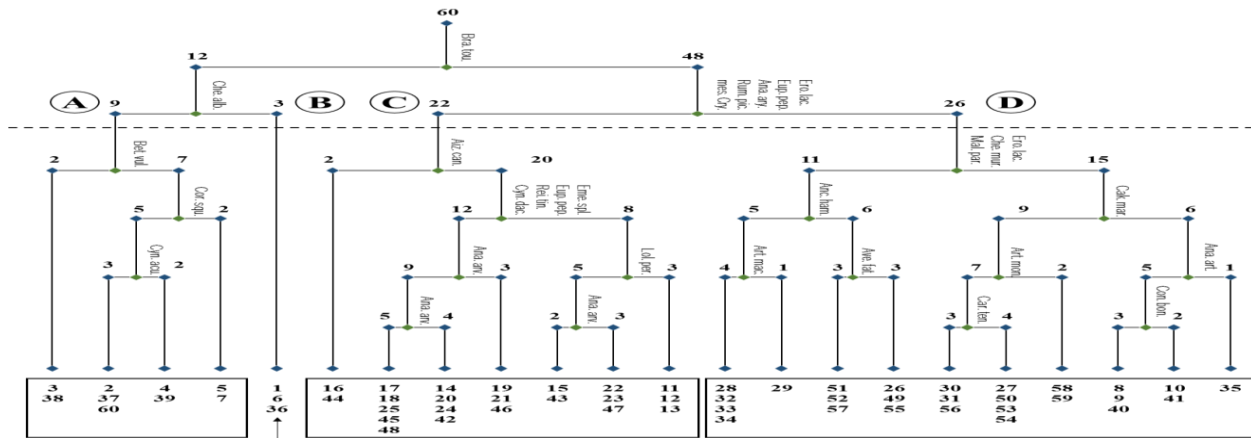 60
Bra. tou.
12
48
Che. alb.
Ero. lac.
Eup. pep.
Ana. ary.
Rum. pic.
mes. Cry.
A
9
3
B
C
22
26
D
Bet. vul.
Aiz. can.
Ero. lac.
Che. mur.
Mal. par.
2
7
2
20
11
15
Cor. squ.
Eme. spl.
Eup. pep.
Rei. tin.
Cyn. dac.
Anc. ham.
Cak. mar.
5
2
12
8
5
6
9
6
Cyn. acu.
Ana. arv.
Lol. per.
Art. mac.
Ave. fat.
Art. mon.
Ana. art.
3
2
9
3
5
3
4
1
3
3
7
2
5
1
Ana. arv.
Ana. arv.
Car. ten.
Con. bon.
5
4
2
3
3
4
3
2
3 2 4 5 1 16 17 14 19 15 22 11 28 29 51 26 30 27 58 8 10 35
38 37 39 7 6 44 18 20 21 43 23 12 32 52 49 31 50 59 9 41
60 36 25 24 46 47 13 33 57 55 56 53 40
45 42 34 54
48